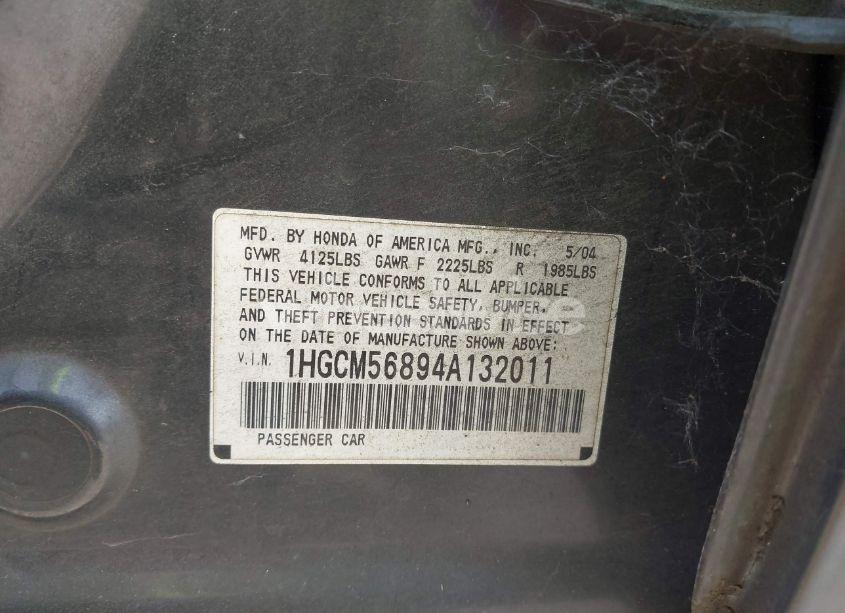 MFD. BY HONDA OF AMERICA MFG., INC. 5/04
GVWR 4125LBS GAWR F 2225LBS R 1985LBS
THIS VEHICLE CONFORMS TO ALL APPLICABLE
FEDERAL MOTOR VEHICLE SAFETY, BUMPER,
AND THEFT PREVENTION STANDARDS IN EFFECT
ON THE DATE OF MANUFACTURE SHOWN ABOVE:
V.I.N. 1HGCM56894A132011
PASSENGER CAR